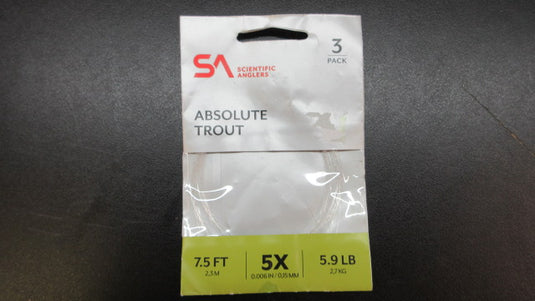 SA
SCIENTIFIC
ANGLERS
3
PACK
ABSOLUTE
TROUT
7.5 FT
2.3 M
5X
0.006 IN / 0.15 MM
5.9 LB
2.7 KG